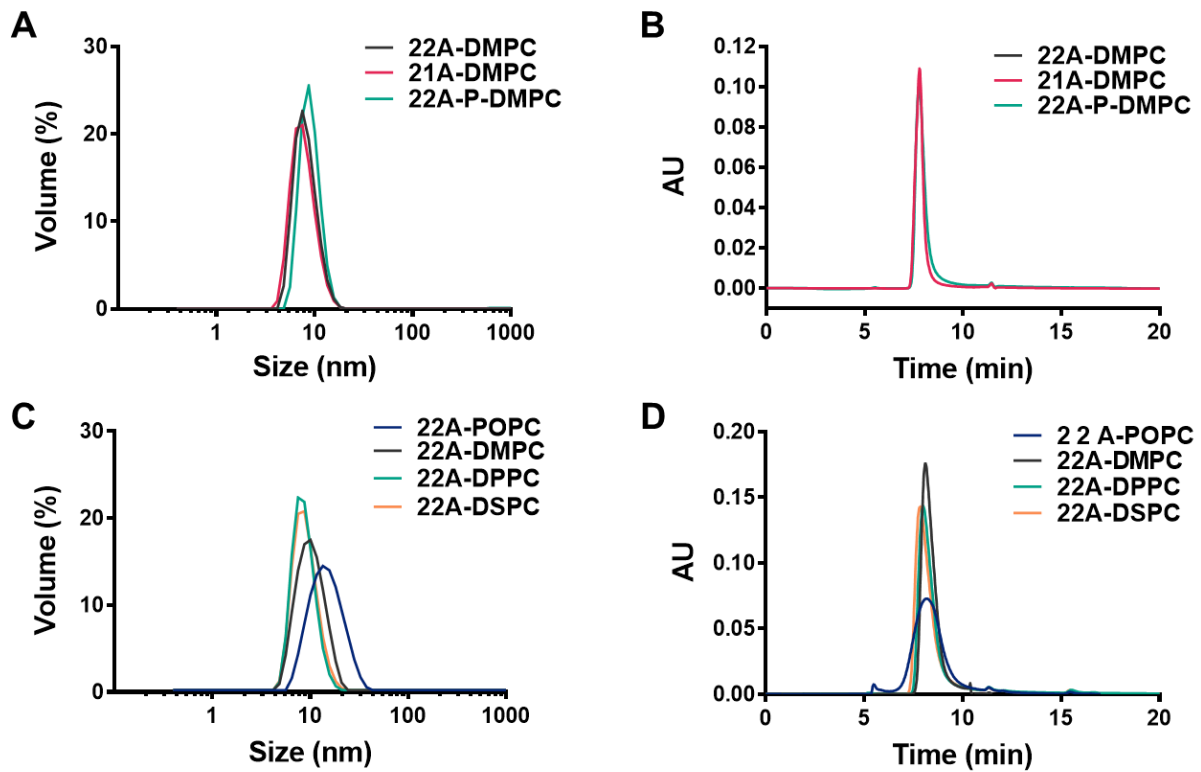 A
30
20
10
0
Volume (%)
1
10
100
1000
Size (nm)
22A-DMPC
21A-DMPC
22A-P-DMPC
B
0.12
0.10
0.08
0.06
0.04
0.02
0.00
AU
0
5
10
15
20
Time (min)
22A-DMPC
21A-DMPC
22A-P-DMPC
C
30
20
10
0
Volume (%)
1
10
100
1000
Size (nm)
22A-POPC
22A-DMPC
22A-DPPC
22A-DSPC
D
0.20
0.15
0.10
0.05
0.00
AU
0
5
10
15
20
Time (min)
2 2 A-POPC
22A-DMPC
22A-DPPC
22A-DSPC